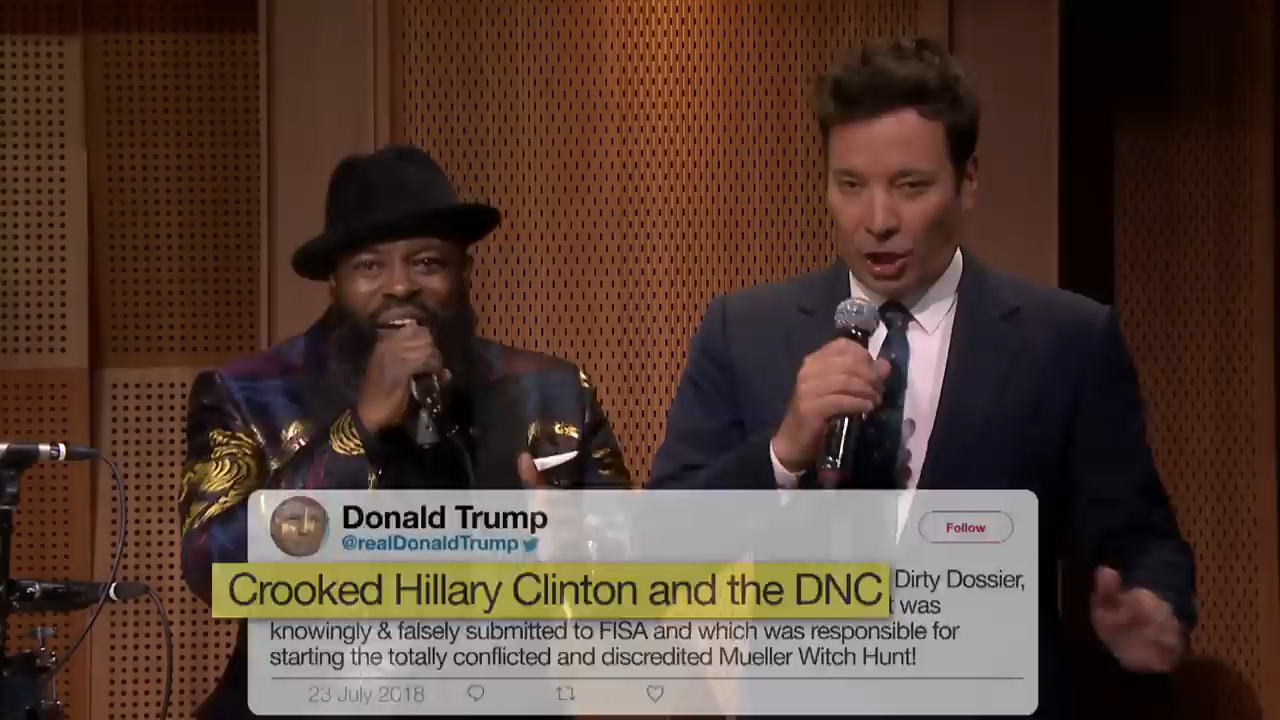 Donald Trump
Follow
@realDonaldTrump
Crooked Hillary Clinton and the DNC Dirty Dossier,
was
knowingly & falsely submitted to FISA and which was responsible for
starting the totally conflicted and discredited Mueller Witch Hunt!
23 July 2018